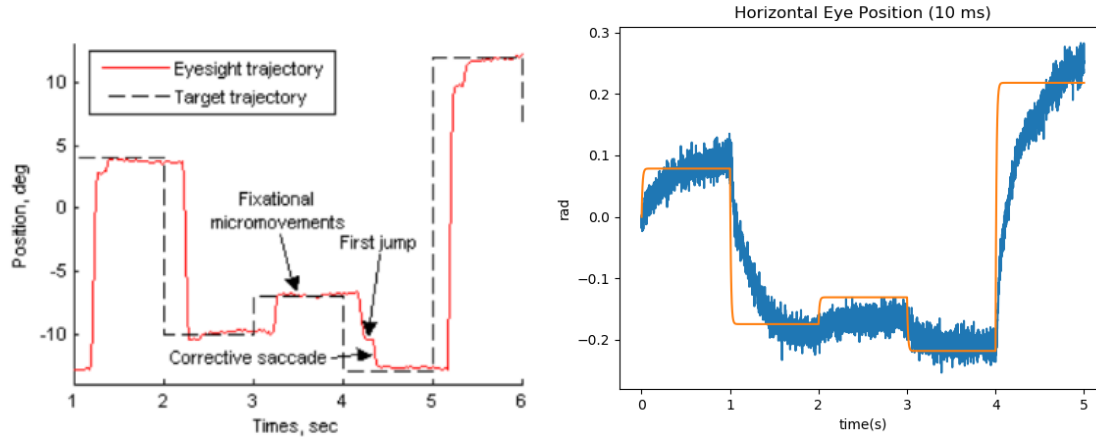 Eyesight trajectory
Target trajectory
10
5
0
-5
-10
Position, deg
Fixational
micromovements
First jump
Corrective saccade
1 2 3 4 5 6
Times, sec
Horizontal Eye Position (10 ms)
0.3
0.2
0.1
0.0
−0.1
−0.2
rad
0 1 2 3 4 5
time(s)